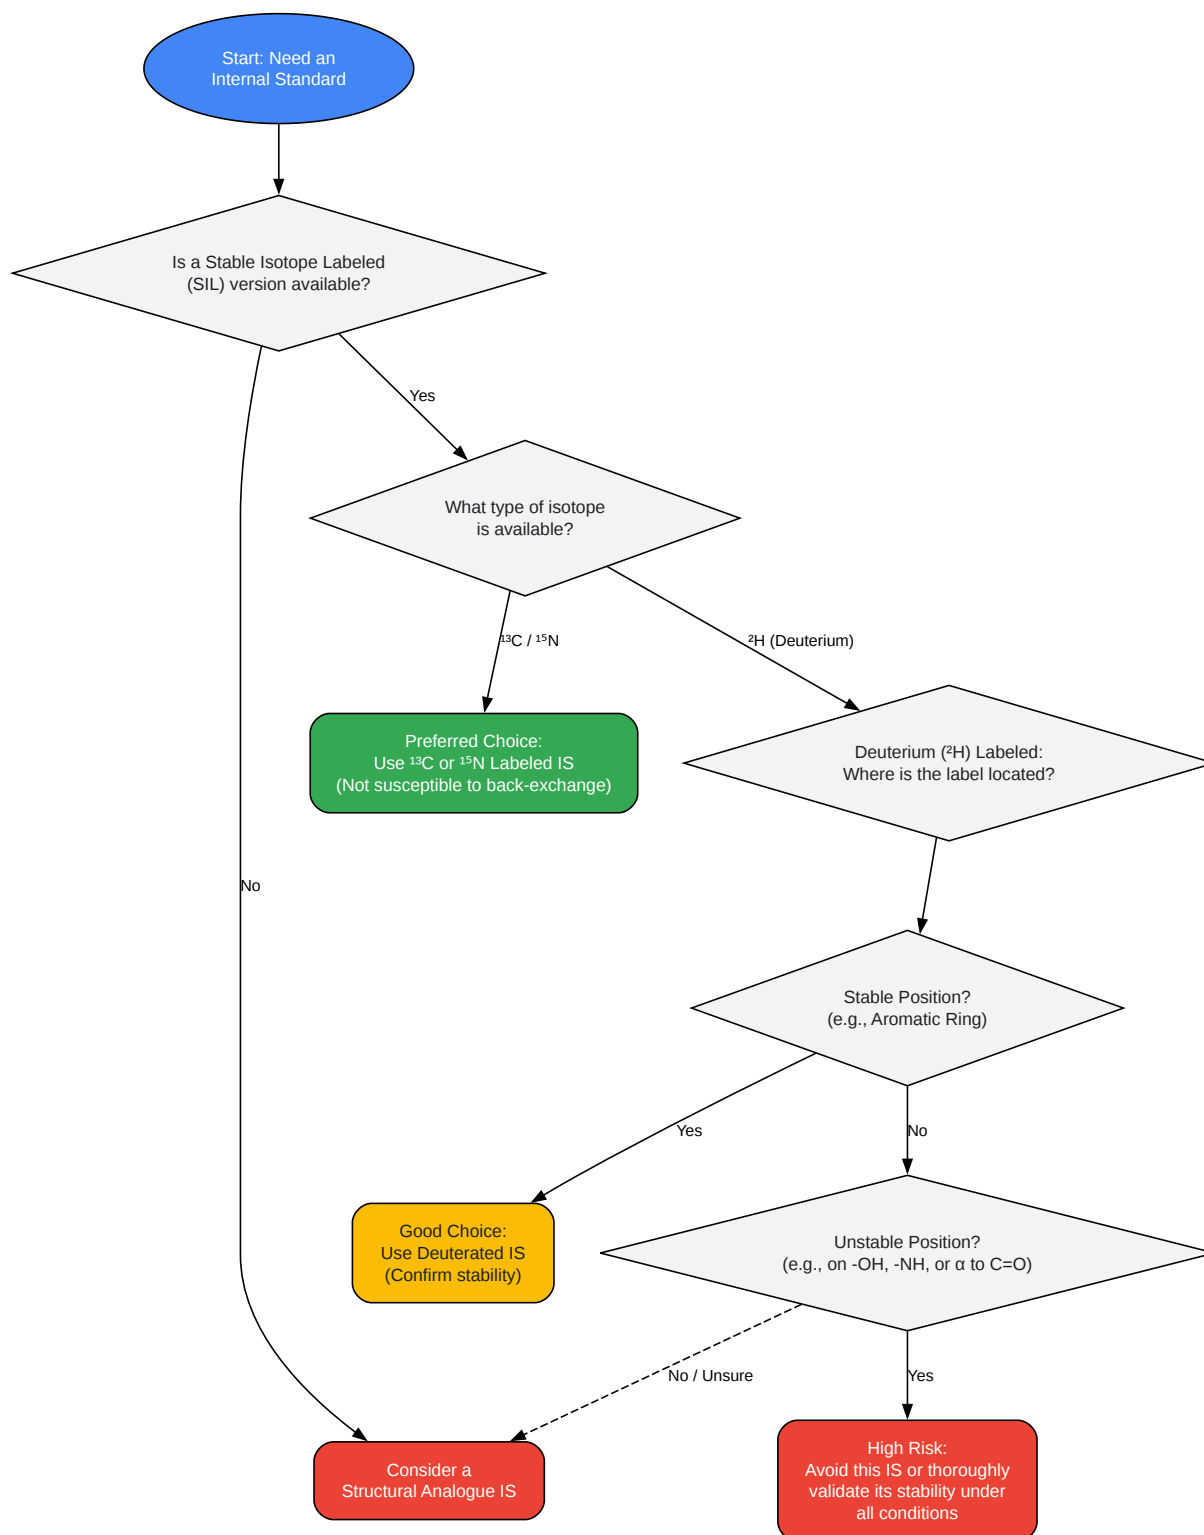 Start: Need an
Internal Standard
Is a Stable Isotope Labeled
(SIL) version available?
Yes
What type of isotope
is available?
¹³C / ¹⁵N
²H (Deuterium)
Preferred Choice:
Use ¹³C or ¹⁵N Labeled IS
(Not susceptible to back-exchange)
Deuterium (²H) Labeled:
Where is the label located?
No
Stable Position?
(e.g., Aromatic Ring)
Yes
No
Good Choice:
Use Deuterated IS
(Confirm stability)
Unstable Position?
(e.g., on -OH, -NH, or α to C=O)
No / Unsure
Yes
Consider a
Structural Analogue IS
High Risk:
Avoid this IS or thoroughly
validate its stability under
all conditions